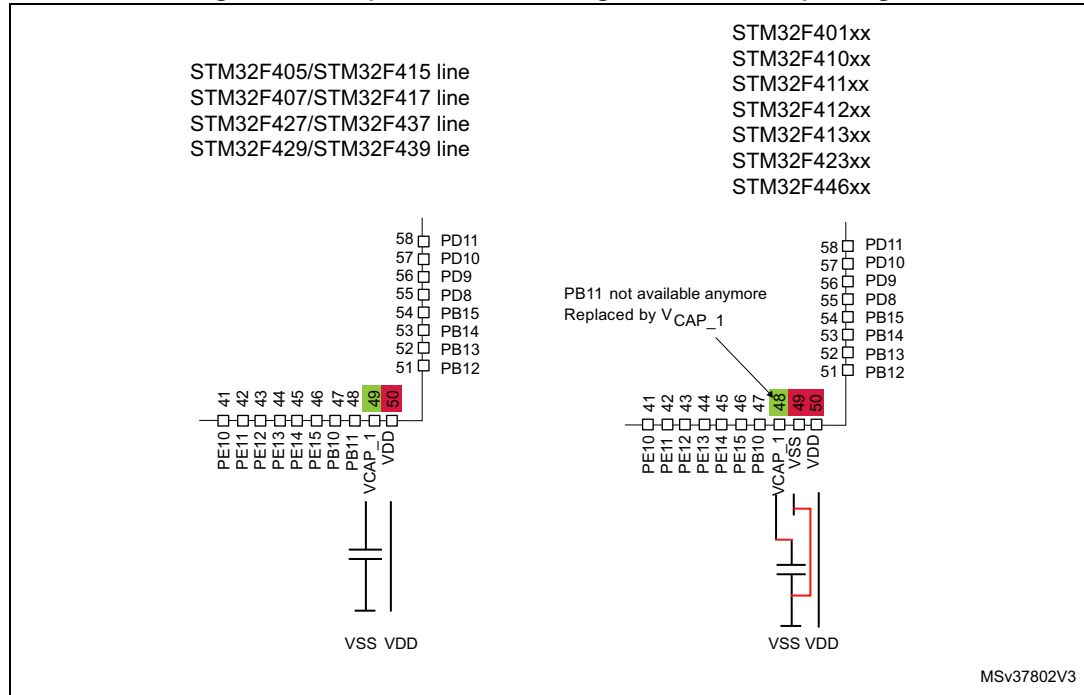 STM32F405/STM32F415 line
STM32F407/STM32F417 line
STM32F427/STM32F437 line
STM32F429/STM32F439 line
58 PD11
57 PD10
56 PD9
55 PD8
54 PB15
53 PB14
52 PB13
51 PB12
41 42 43 44 45 46 47 48 49 50
PE10 PE11 PE12 PE13 PE14 PE15 PB10 PB11 VCAP_1 VDD
VSS VDD
STM32F401xx
STM32F410xx
STM32F411xx
STM32F412xx
STM32F413xx
STM32F423xx
STM32F446xx
PB11 not available anymore
Replaced by VCAP_1
58 PD11
57 PD10
56 PD9
55 PD8
54 PB15
53 PB14
52 PB13
51 PB12
41 42 43 44 45 46 47 48 49 50
PE10 PE11 PE12 PE13 PE14 PE15 PB10 VCAP_1 VSS VDD
VSS VDD
MSv37802V3